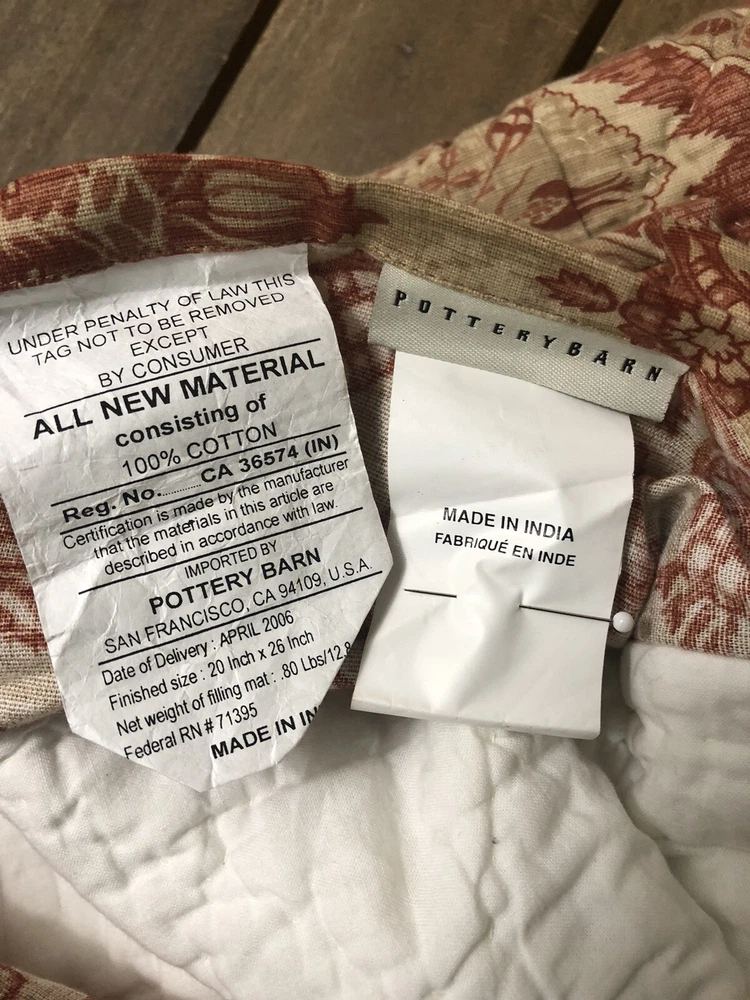 UNDER PENALTY OF LAW THIS
TAG NOT TO BE REMOVED
EXCEPT
BY CONSUMER
ALL NEW MATERIAL
consisting of
100% COTTON
Reg. No............CA 36574 (IN)
Certification is made by the manufacturer
that the materials in this article are
described in accordance with law.
IMPORTED BY
POTTERY BARN
SAN FRANCISCO, CA 94109, U.S.A.
Date of Delivery : APRIL 2006
Finished size : 20 Inch x 26 Inch
Net weight of filling mat : .80 Lbs/12.8
Federal RN # 71395
MADE IN IN
POTTERYBARN
MADE IN INDIA
FABRIQUÉ EN INDE